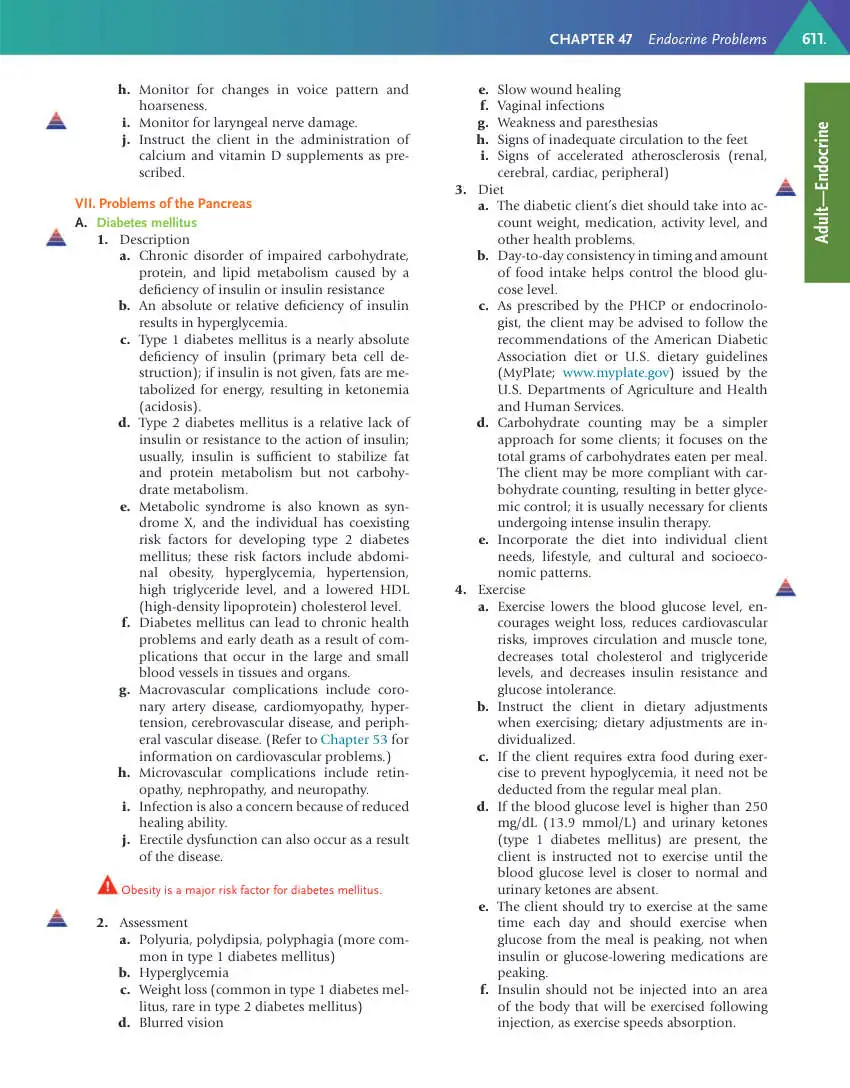 CHAPTER 47 Endocrine Problems 611.
h. Monitor for changes in voice pattern and
hoarseness.
i. Monitor for laryngeal nerve damage.
j. Instruct the client in the administration of
calcium and vitamin D supplements as pre-
scribed.
VII. Problems of the Pancreas
A. Diabetes mellitus
1. Description
a. Chronic disorder of impaired carbohydrate,
protein, and lipid metabolism caused by a
deficiency of insulin or insulin resistance
b. An absolute or relative deficiency of insulin
results in hyperglycemia.
c. Type 1 diabetes mellitus is a nearly absolute
deficiency of insulin (primary beta cell de-
struction); if insulin is not given, fats are me-
tabolized for energy, resulting in ketonemia
(acidosis).
d. Type 2 diabetes mellitus is a relative lack of
insulin or resistance to the action of insulin;
usually, insulin is sufficient to stabilize fat
and protein metabolism but not carbohy-
drate metabolism.
e. Metabolic syndrome is also known as syn-
drome X, and the individual has coexisting
risk factors for developing type 2 diabetes
mellitus; these risk factors include abdomi-
nal obesity, hyperglycemia, hypertension,
high triglyceride level, and a lowered HDL
(high-density lipoprotein) cholesterol level.
f. Diabetes mellitus can lead to chronic health
problems and early death as a result of com-
plications that occur in the large and small
blood vessels in tissues and organs.
g. Macrovascular complications include coro-
nary artery disease, cardiomyopathy, hyper-
tension, cerebrovascular disease, and periph-
eral vascular disease. (Refer to Chapter 53 for
information on cardiovascular problems.)
h. Microvascular complications include retin-
opathy, nephropathy, and neuropathy.
i. Infection is also a concern because of reduced
healing ability.
j. Erectile dysfunction can also occur as a result
of the disease.
Obesity is a major risk factor for diabetes mellitus.
2. Assessment
a. Polyuria, polydipsia, polyphagia (more com-
mon in type 1 diabetes mellitus)
b. Hyperglycemia
c. Weight loss (common in type 1 diabetes mel-
litus, rare in type 2 diabetes mellitus)
d. Blurred vision
e. Slow wound healing
f. Vaginal infections
g. Weakness and paresthesias
h. Signs of inadequate circulation to the feet
i. Signs of accelerated atherosclerosis (renal,
cerebral, cardiac, peripheral)
3. Diet
a. The diabetic client's diet should take into ac-
count weight, medication, activity level, and
other health problems.
b. Day-to-day consistency in timing and amount
of food intake helps control the blood glu-
cose level.
c. As prescribed by the PHCP or endocrinolo-
gist, the client may be advised to follow the
recommendations of the American Diabetic
Association diet or U.S. dietary guidelines
(MyPlate; www.myplate.gov) issued by the
U.S. Departments of Agriculture and Health
and Human Services.
d. Carbohydrate counting may be a simpler
approach for some clients; it focuses on the
total grams of carbohydrates eaten per meal.
The client may be more compliant with car-
bohydrate counting, resulting in better glyce-
mic control; it is usually necessary for clients
undergoing intense insulin therapy.
e. Incorporate the diet into individual client
needs, lifestyle, and cultural and socioeco-
nomic patterns.
4. Exercise
a. Exercise lowers the blood glucose level, en-
courages weight loss, reduces cardiovascular
risks, improves circulation and muscle tone,
decreases total cholesterol and triglyceride
levels, and decreases insulin resistance and
glucose intolerance.
b. Instruct the client in dietary adjustments
when exercising; dietary adjustments are in-
dividualized.
c. If the client requires extra food during exer-
cise to prevent hypoglycemia, it need not be
deducted from the regular meal plan.
d. If the blood glucose level is higher than 250
mg/dL (13.9 mmol/L) and urinary ketones
(type 1 diabetes mellitus) are present, the
client is instructed not to exercise until the
blood glucose level is closer to normal and
urinary ketones are absent.
e. The client should try to exercise at the same
time each day and should exercise when
glucose from the meal is peaking, not when
insulin or glucose-lowering medications are
peaking.
f. Insulin should not be injected into an area
of the body that will be exercised following
injection, as exercise speeds absorption.
Adult—Endocrine